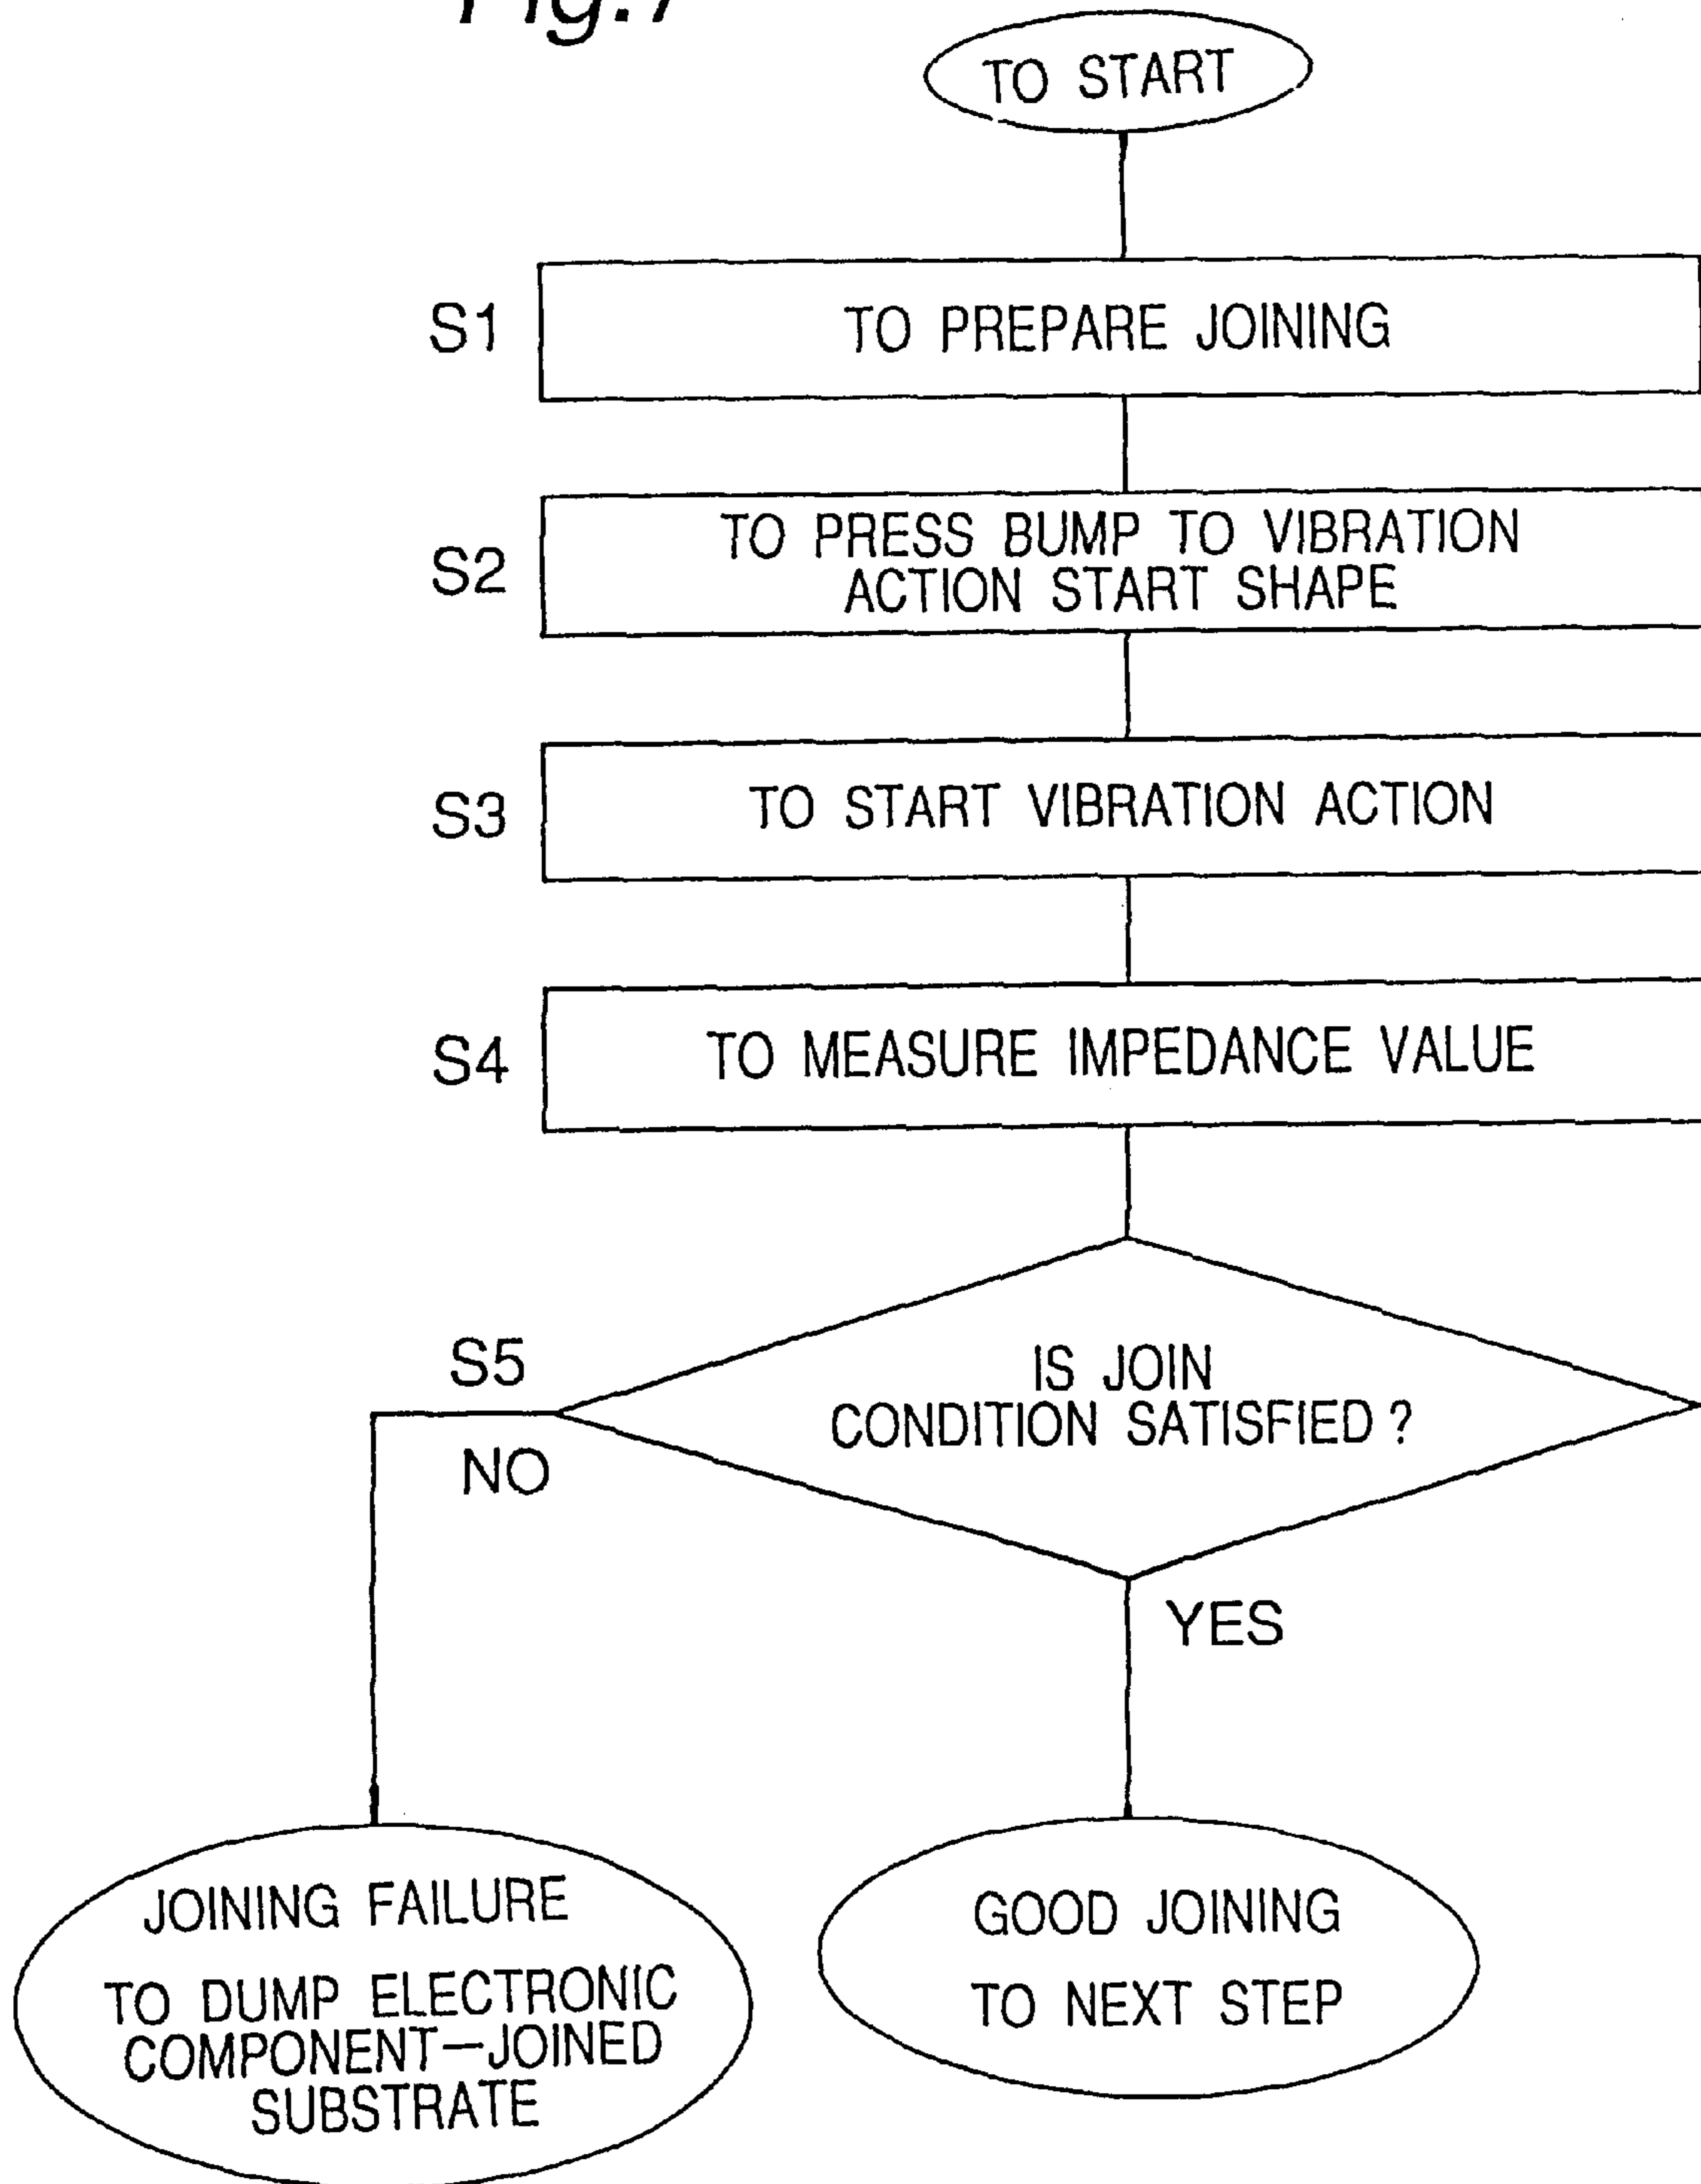 Fig.7
TO START
S1
TO PREPARE JOINING
S2
TO PRESS BUMP TO VIBRATION
ACTION START SHAPE
S3
TO START VIBRATION ACTION
S4
TO MEASURE IMPEDANCE VALUE
S5
IS JOIN
CONDITION SATISFIED ?
NO
YES
JOINING FAILURE
TO DUMP ELECTRONIC
COMPONENT—JOINED
SUBSTRATE
GOOD JOINING
TO NEXT STEP